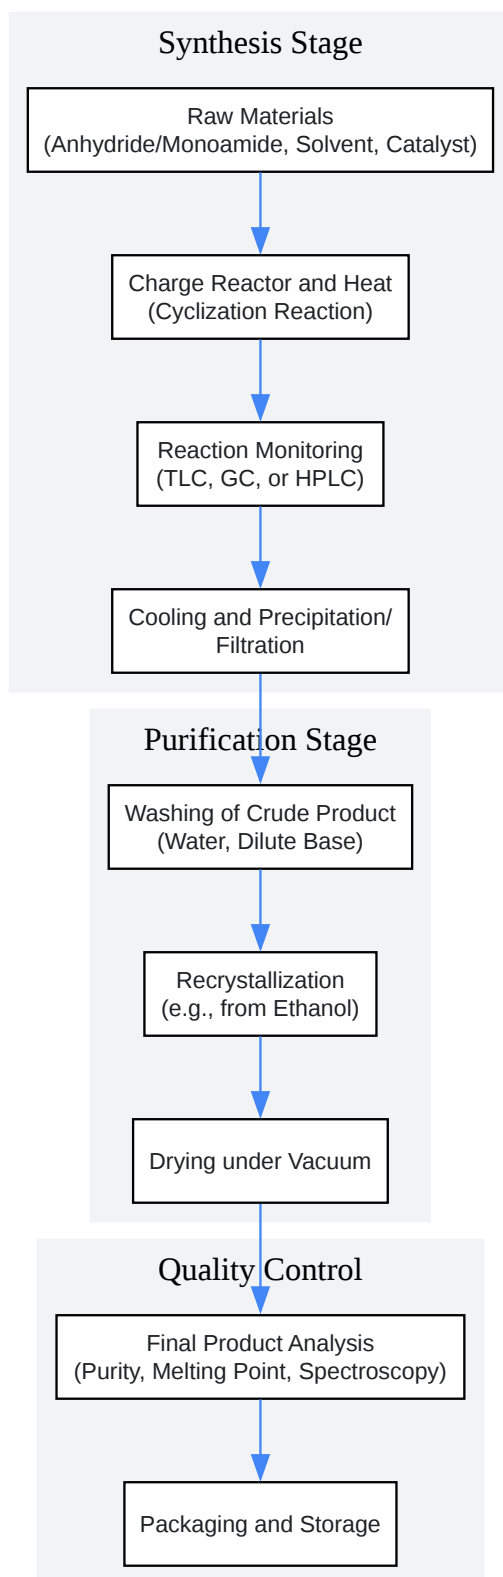 Synthesis Stage
Raw Materials
(Anhydride/Monoamide, Solvent, Catalyst)
Charge Reactor and Heat
(Cyclization Reaction)
Reaction Monitoring
(TLC, GC, or HPLC)
Cooling and Precipitation/
Filtration
Purification Stage
Washing of Crude Product
(Water, Dilute Base)
Recrystallization
(e.g., from Ethanol)
Drying under Vacuum
Quality Control
Final Product Analysis
(Purity, Melting Point, Spectroscopy)
Packaging and Storage